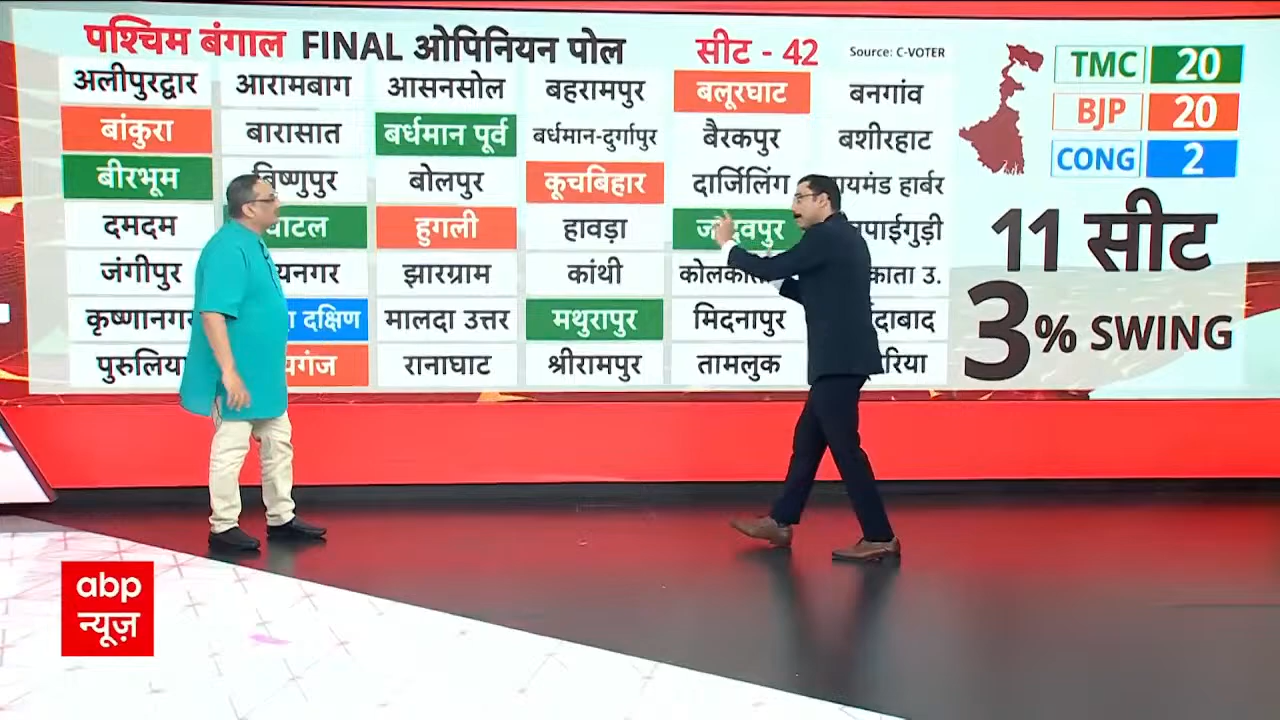 पश्चिम बंगाल FINAL ओपिनियन पोल सीट - 42 Source: C-VOTER
अलीपुरद्वार आरामबाग आसनसोल बहरामपुर बलूरघाट बनगांव
बांकुरा बारासात बर्धमान पूर्व बर्धमान-दुर्गापुर बैरकपुर बशीरहाट
बीरभूम बिष्णुपुर बोलपुर कूचबिहार दार्जिलिंग हार्बर
दमदम हुगली हावड़ा
जंगीपुर झारग्राम कांथी उ.
कृष्णानगर दक्षिण मालदा उत्तर मथुरापुर मिदनापुर
पुरुलिया रानाघाट श्रीरामपुर तामलुक
TMC 20
BJP 20
CONG 2
11 सीट
3% SWING
abp
न्यूज़